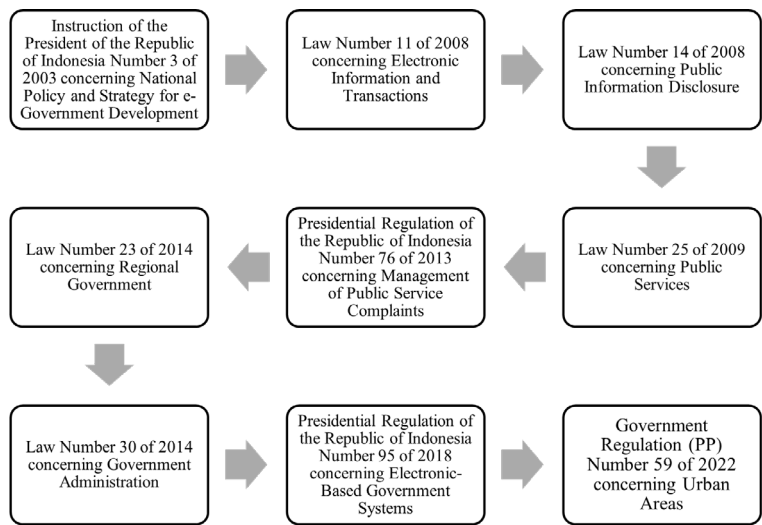 Instruction of the
President of the Republic
of Indonesia Number 3 of
2003 concerning National
Policy and Strategy for e-
Government Development
Law Number 11 of 2008
concerning Electronic
Information and
Transactions
Law Number 14 of 2008
concerning Public
Information Disclosure
Law Number 25 of 2009
concerning Public
Services
Presidential Regulation of
the Republic of Indonesia
Number 76 of 2013
concerning Management
of Public Service
Complaints
Law Number 23 of 2014
concerning Regional
Government
Law Number 30 of 2014
concerning Government
Administration
Presidential Regulation of
the Republic of Indonesia
Number 95 of 2018
concerning Electronic-
Based Government
Systems
Government
Regulation (PP)
Number 59 of 2022
concerning Urban
Areas